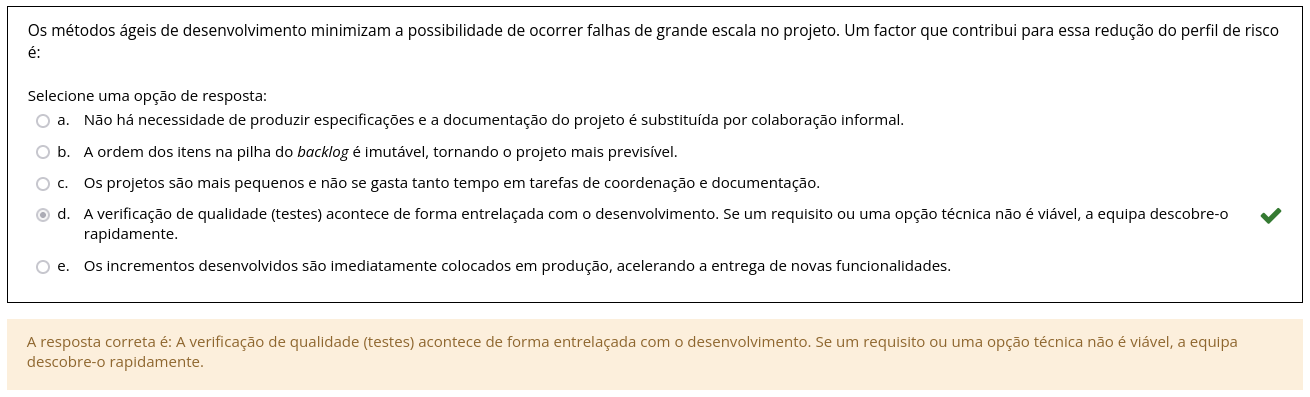 Os métodos ágeis de desenvolvimento minimizam a possibilidade de ocorrer falhas de grande escala no projeto. Um factor que contribui para essa redução do perfil de risco
é:
Selecione uma opção de resposta:
a. Não há necessidade de produzir especificações e a documentação do projeto é substituída por colaboração informal.
b. A ordem dos itens na pilha do backlog é imutável, tornando o projeto mais previsível.
c. Os projetos são mais pequenos e não se gasta tanto tempo em tarefas de coordenação e documentação.
d. A verificação de qualidade (testes) acontece de forma entrelaçada com o desenvolvimento. Se um requisito ou uma opção técnica não é viável, a equipa descobre-o
rapidamente.
e. Os incrementos desenvolvidos são imediatamente colocados em produção, acelerando a entrega de novas funcionalidades.
A resposta correta é: A verificação de qualidade (testes) acontece de forma entrelaçada com o desenvolvimento. Se um requisito ou uma opção técnica não é viável, a equipa
descobre-o rapidamente.